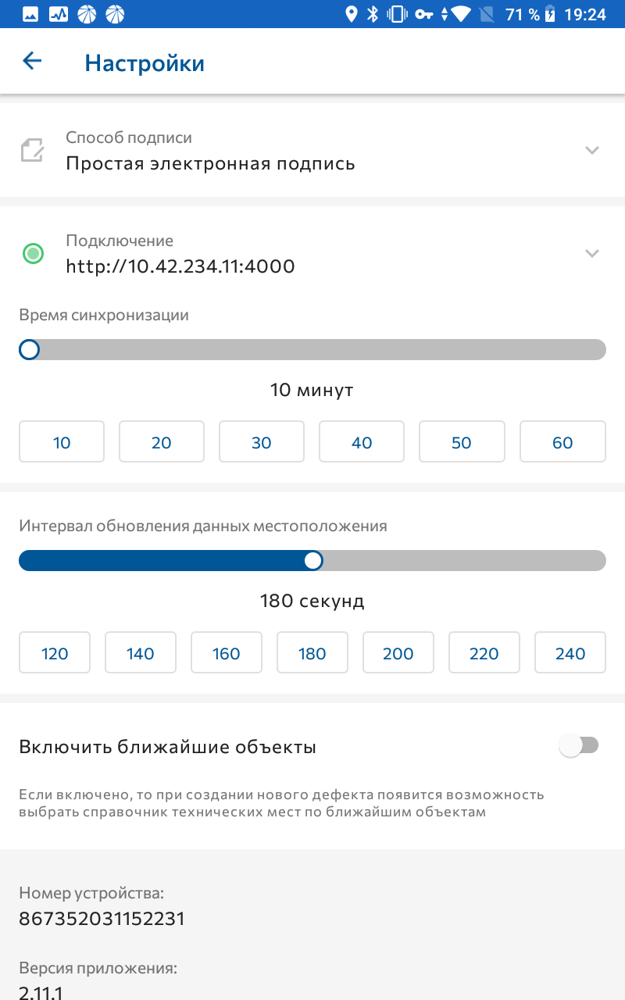 71 % 19:24
Настройки
Способ подписи
Простая электронная подпись
Подключение
http://10.42.234.11:4000
Время синхронизации
10 минут
10 20 30 40 50 60
Интервал обновления данных местоположения
180 секунд
120 140 160 180 200 220 240
Включить ближайшие объекты
Если включено, то при создании нового дефекта появится возможность
выбрать справочник технических мест по ближайшим объектам
Номер устройства:
867352031152231
Версия приложения:
2.11.1